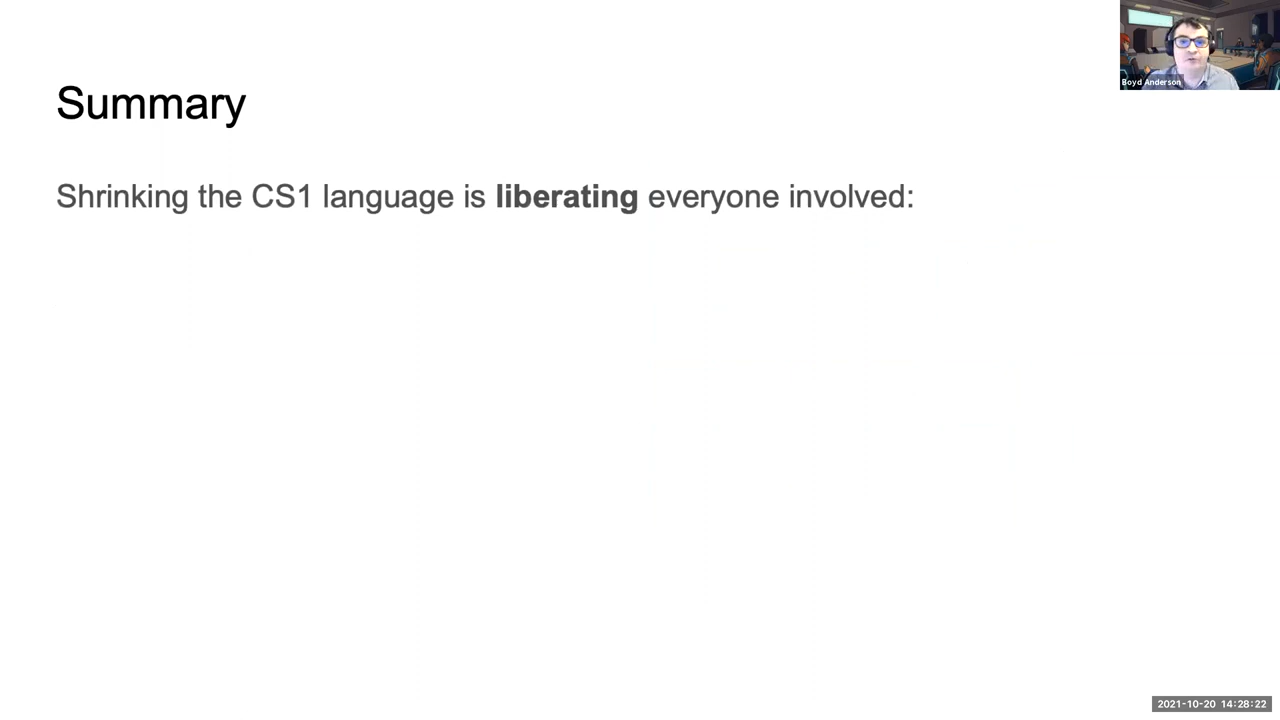 Boyd Anderson
Summary
Shrinking the CS1 language is liberating everyone involved:
2021-10-20 14:28:22